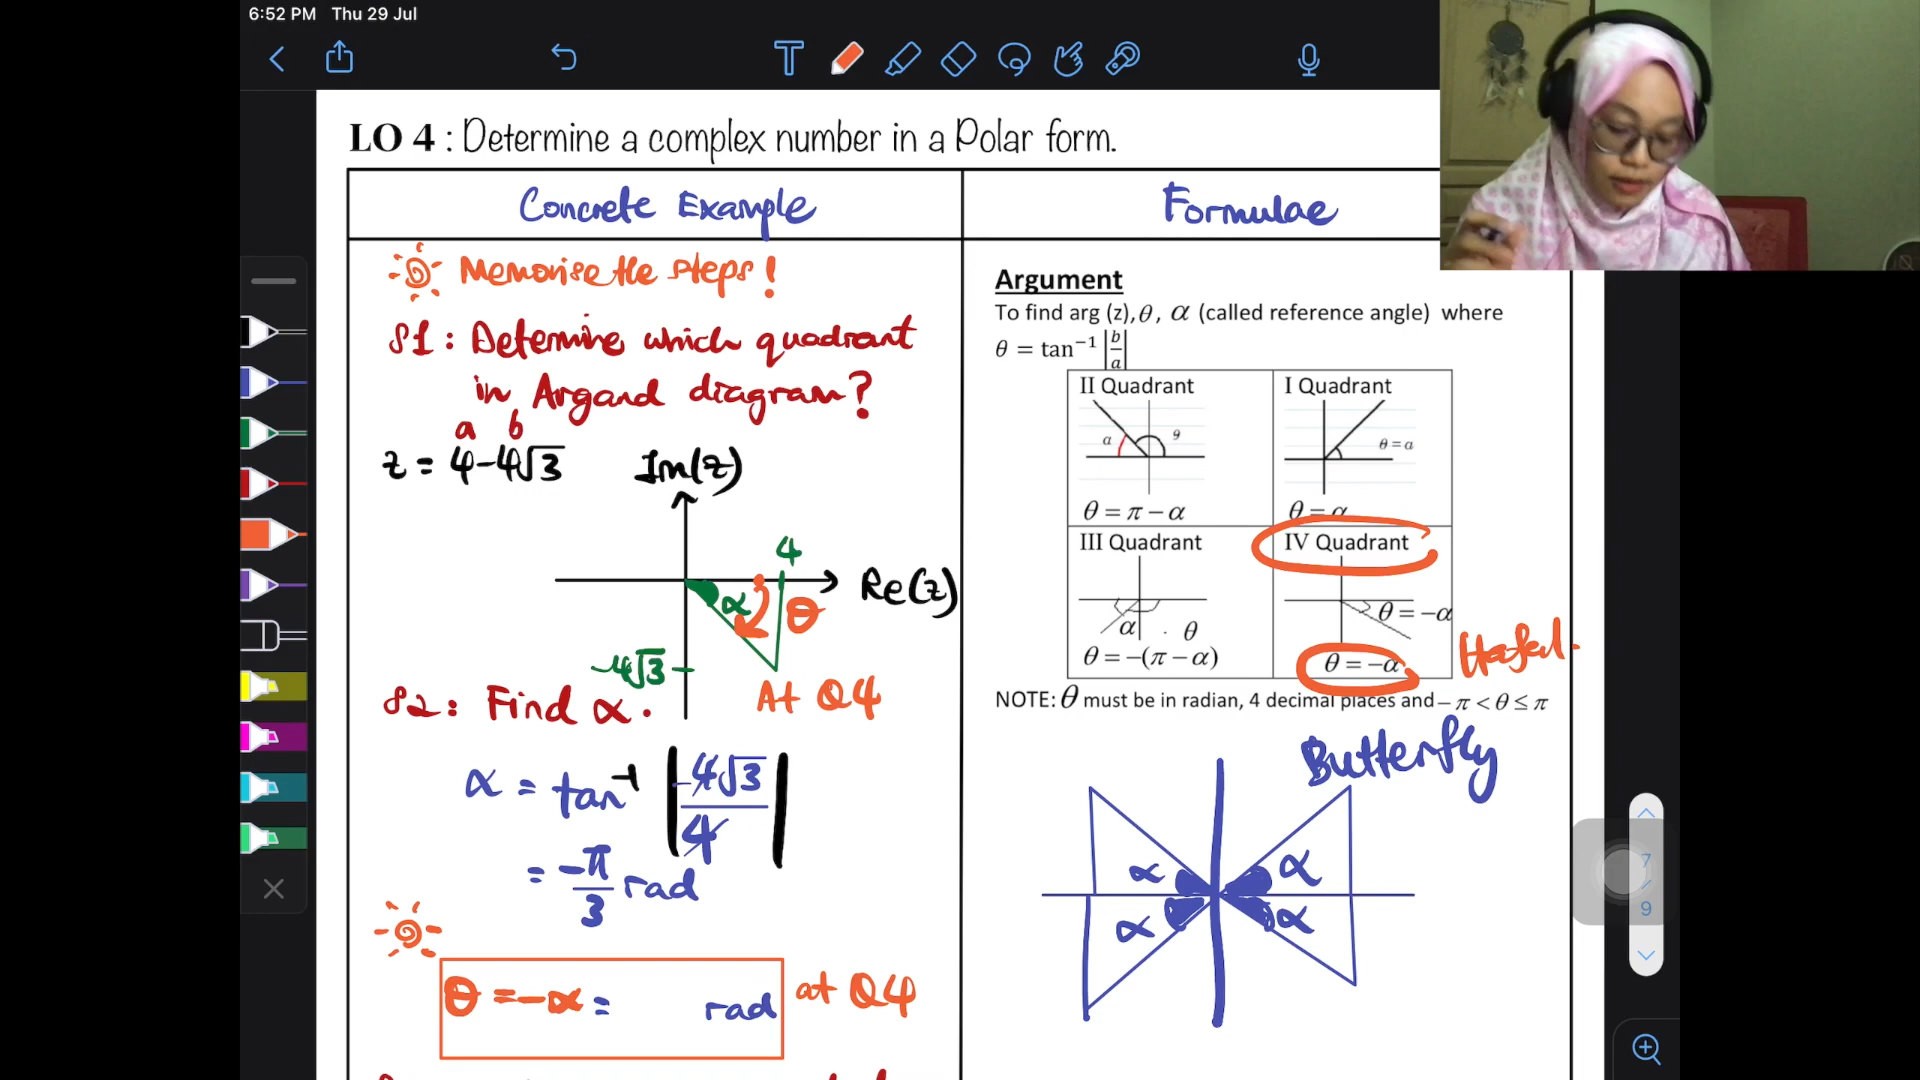 6:52 PM Thu 29 Jul
LO 4 : Determine a complex number in a Polar form.
Concrete Example
Memorise the steps!
S1 : Determine which quadrant
in Argand diagram?
a b
z = 4-4√3
Im(z)
4
Re(z)
α θ
-4√3
At Q4
S2: Find α.
α = tan⁻¹ |-4√3/4|
= -π/3 rad
θ = -α = rad at Q4
Formulae
Argument
To find arg (z), θ, α (called reference angle) where
θ = tan⁻¹ |b/a|
II Quadrant
a θ
θ = π - α
I Quadrant
θ = a
θ = α
III Quadrant
α θ
θ = -(π - α)
IV Quadrant
θ = -α
θ = -α
Hafal.
NOTE: θ must be in radian, 4 decimal places and -π < θ ≤ π
Butterfly
α α
α α
7
/
9